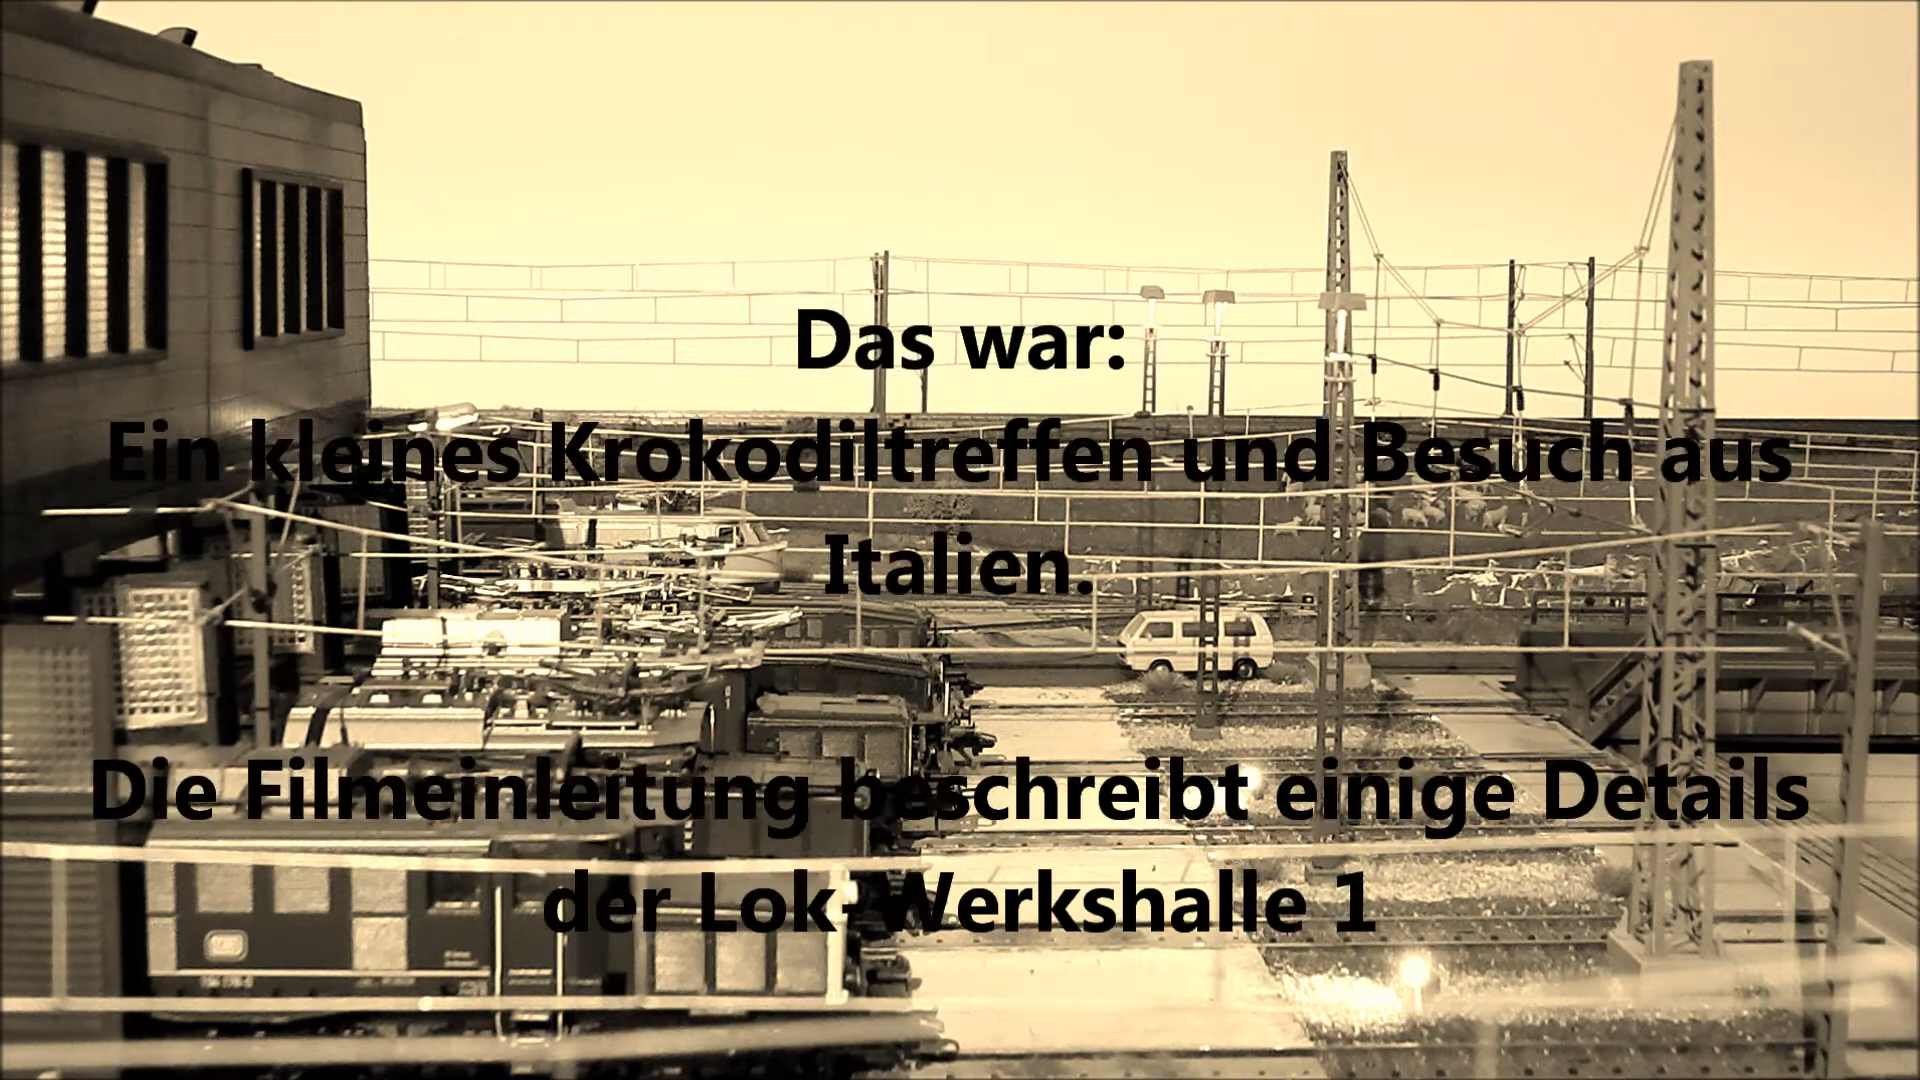 Das war:
Ein kleines Krokodiltreffen und Besuch aus
Italien.
Die Filmeinleitung beschreibt einige Details
der Lok-Werkshalle 1